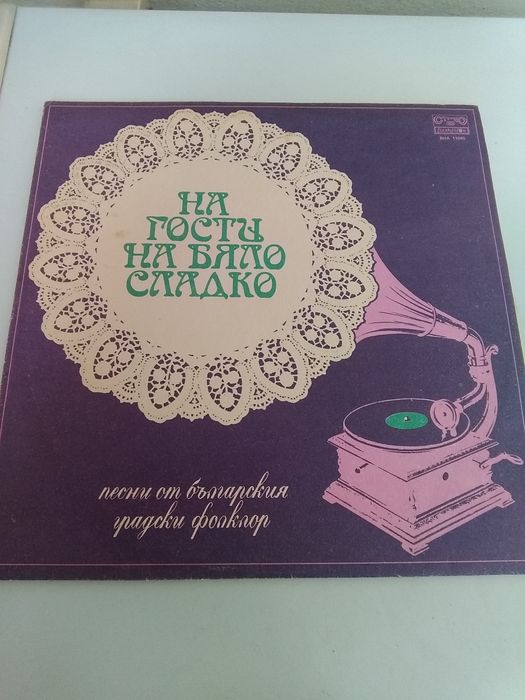 НА
ГОСТИ
НА БЯЛО
СЛАДКО
песни от българския
градски фолклор